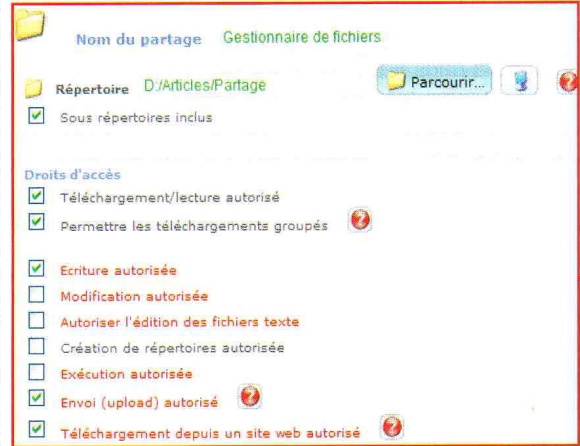 Nom du partage Gestionnaire de fichiers
Répertoire D:/Articles/Partage Parcourir...
Sous répertoires inclus
Droits d'accès
Téléchargement/lecture autorisé
Permettre les téléchargements groupés
Ecriture autorisée
Modification autorisée
Autoriser l'édition des fichiers texte
Création de répertoires autorisée
Exécution autorisée
Envoi (upload) autorisé
Téléchargement depuis un site web autorisé